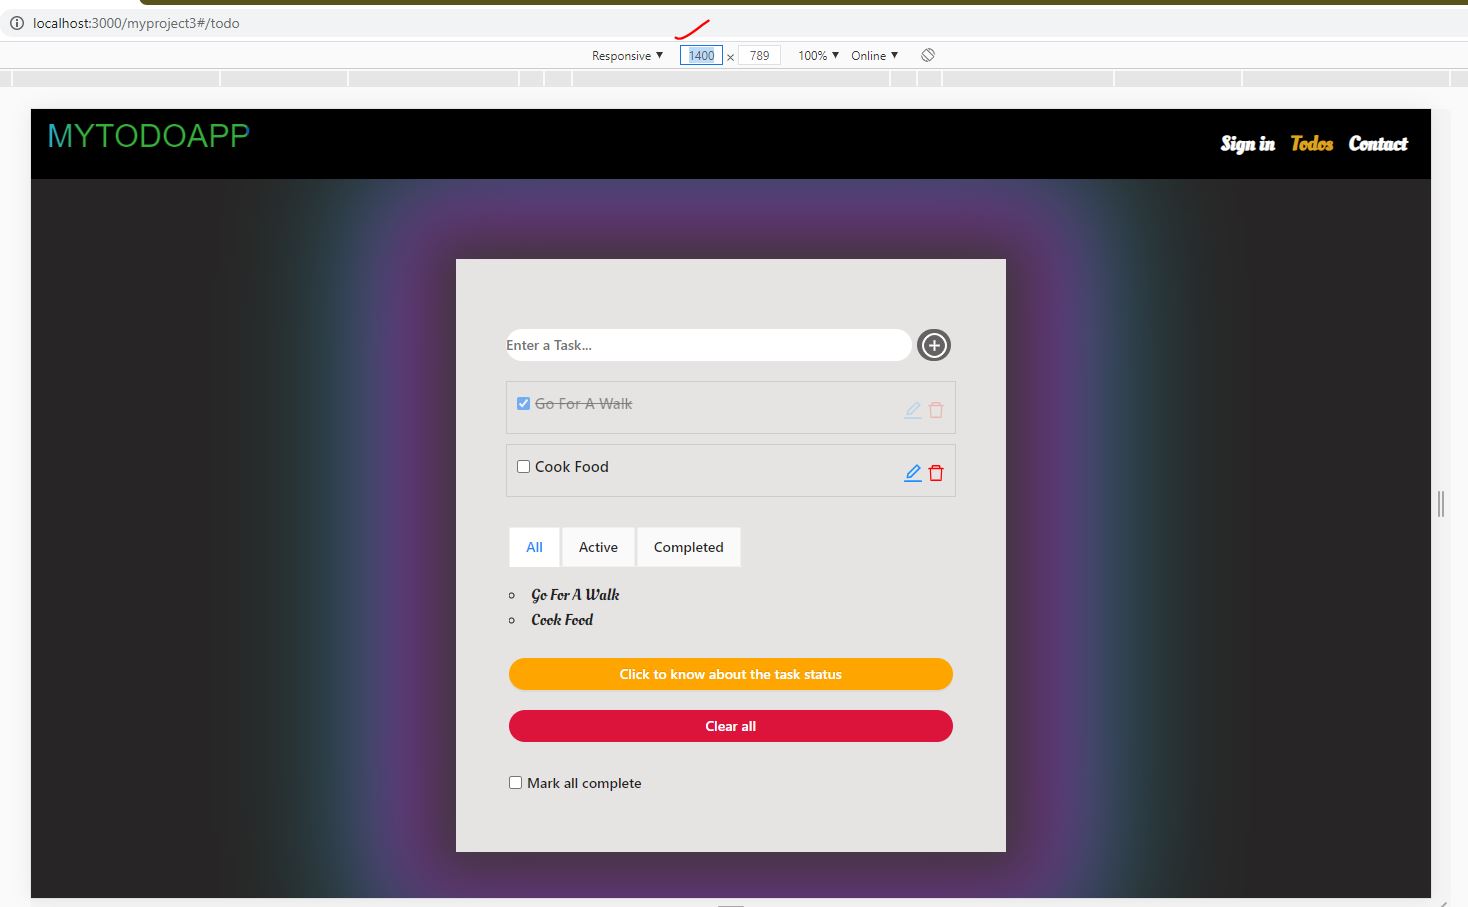 localhost:3000/myproject3#/todo
Responsive ▼ 1400 × 789 100% ▼ Online ▼
MYTODOAPP
Sign in Todos Contact
Enter a Task...
Go For A Walk
Cook Food
All Active Completed
Go For A Walk
Cook Food
Click to know about the task status
Clear all
Mark all complete